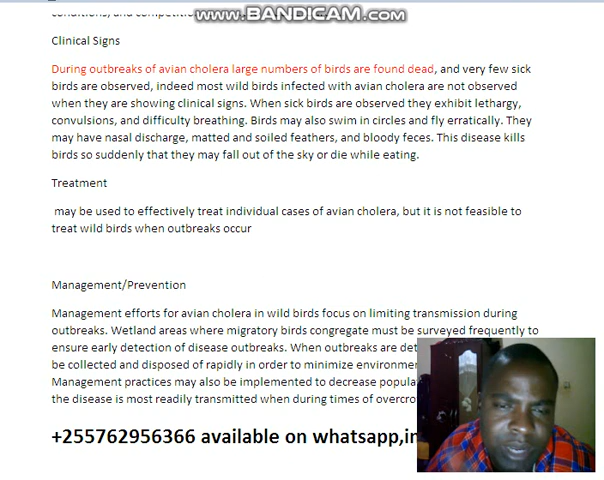 www.BANDICAM.com
Clinical Signs
During outbreaks of avian cholera large numbers of birds are found dead, and very few sick
birds are observed, indeed most wild birds infected with avian cholera are not observed
when they are showing clinical signs. When sick birds are observed they exhibit lethargy,
convulsions, and difficulty breathing. Birds may also swim in circles and fly erratically. They
may have nasal discharge, matted and soiled feathers, and bloody feces. This disease kills
birds so suddenly that they may fall out of the sky or die while eating.
Treatment
may be used to effectively treat individual cases of avian cholera, but it is not feasible to
treat wild birds when outbreaks occur
Management/Prevention
Management efforts for avian cholera in wild birds focus on limiting transmission during
outbreaks. Wetland areas where migratory birds congregate must be surveyed frequently to
ensure early detection of disease outbreaks. When outbreaks are
be collected and disposed of rapidly in order to minimize
Management practices may also be implemented to decrease
the disease is most readily transmitted when during times of
+255762956366 available on whatsapp,